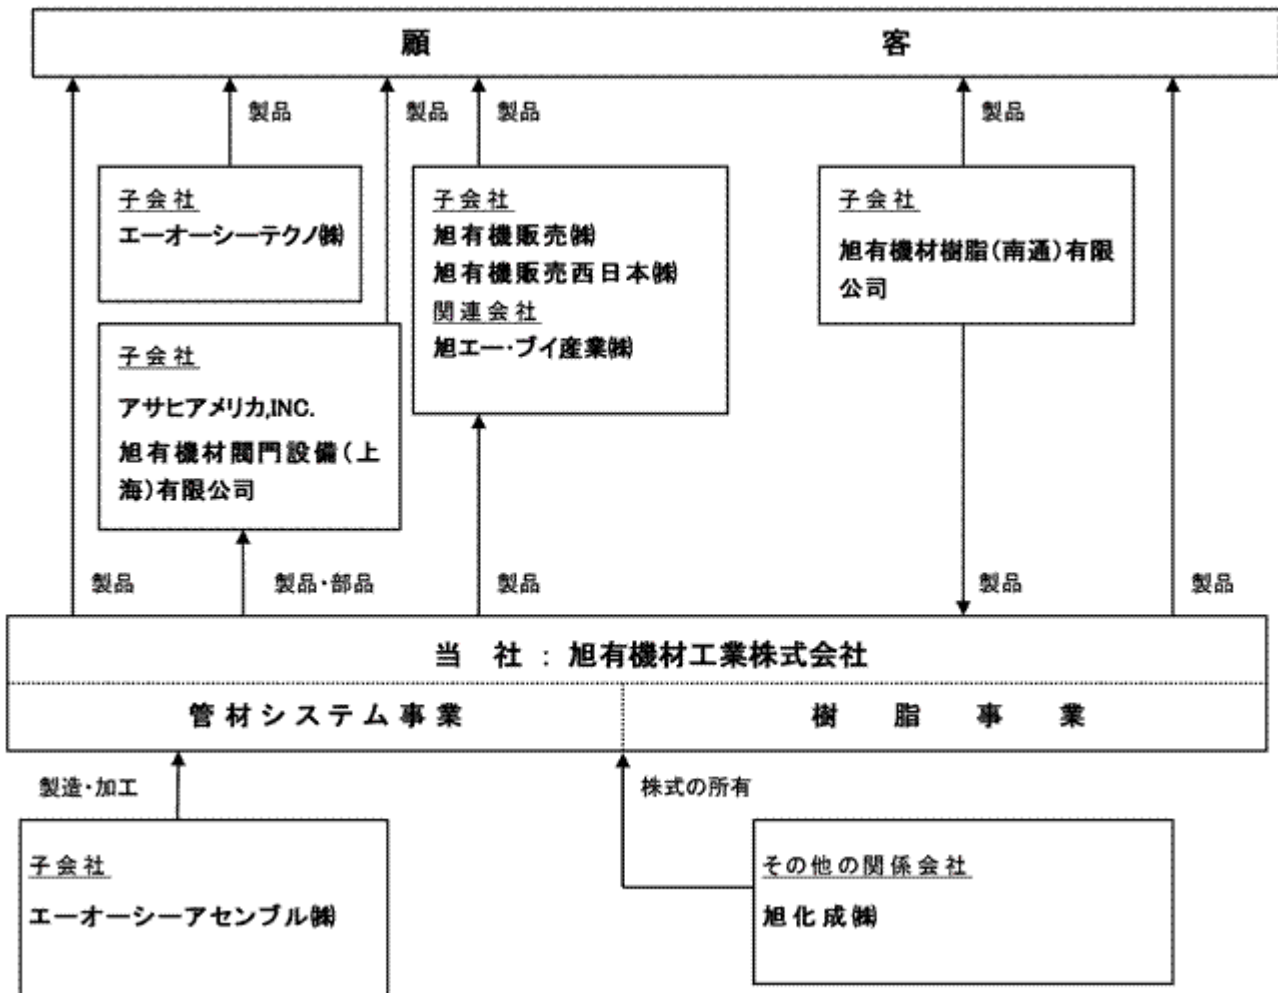 顧 客
製品
製品
製品
製品
子会社
エーオーシーテクノ㈱
子会社
アサヒアメリカ,INC.
旭有機材閥門設備(上
海)有限公司
子会社
旭有機販売㈱
旭有機販売西日本㈱
関連会社
旭エー・ブイ産業㈱
子会社
旭有機材樹脂(南通)有限
公司
製品
製品・部品
製品
製品
製品
当 社 : 旭有機材工業株式会社
管材システム事業
樹 脂 事 業
製造・加工
株式の所有
子会社
エーオーシーアセンブル㈱
その他の関係会社
旭化成㈱